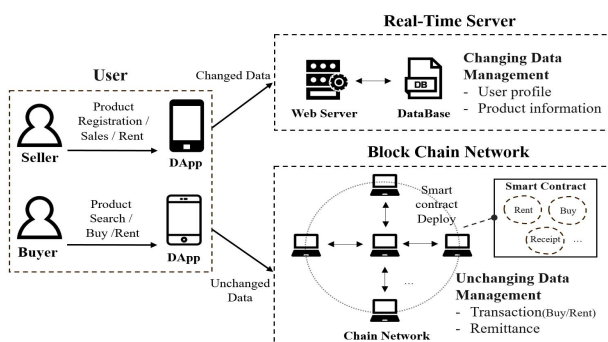 Real-Time Server
User
Changed Data
Product
Registration /
Sales / Rent
Seller
DApp
Product
Search /
Buy /Rent
Buyer
DApp
Unchanged
Data
Web Server
DB
DataBase
Changing Data
Management
- User profile
- Product information
Block Chain Network
Smart
contract
Deploy
...
Chain Network
Smart Contract
Rent
Buy
Receipt
...
Unchanging Data
Management
- Transaction(Buy/Rent)
- Remittance